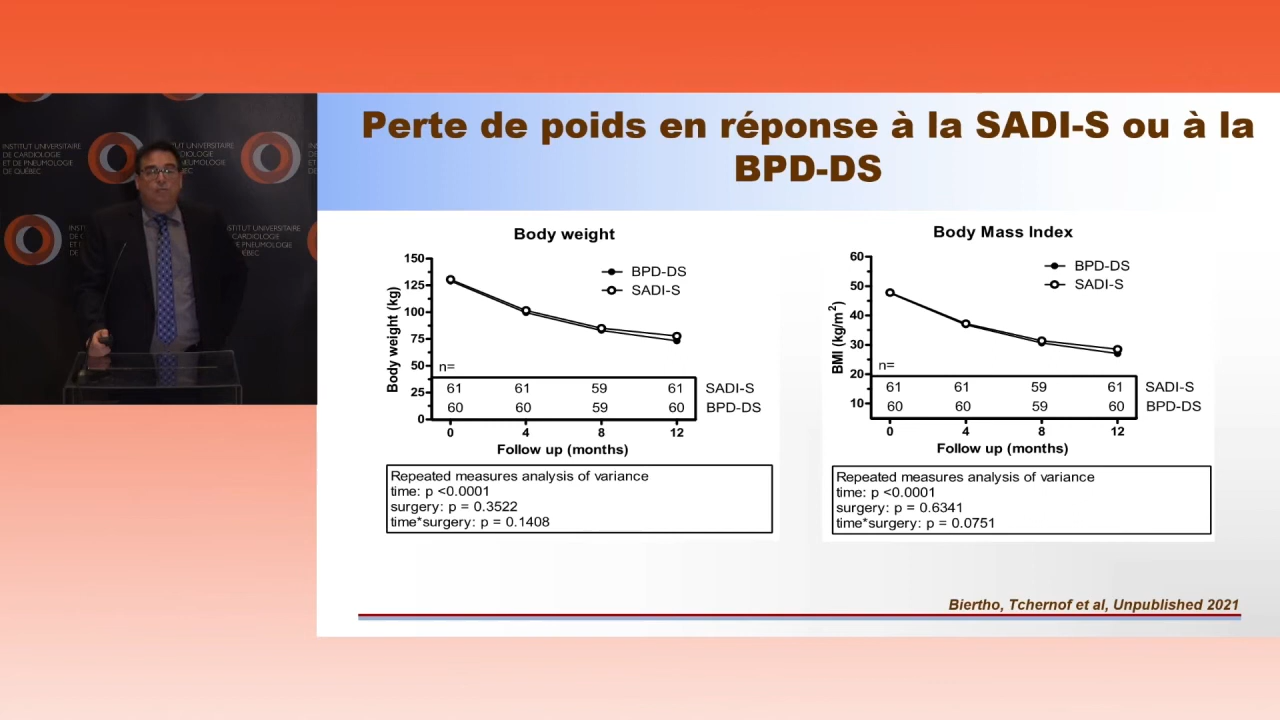 INSTITUT UNIVERSITAIRE
DE CARDIOLOGIE
ET DE PNEUMOLOGIE
DE QUÉBEC
Perte de poids en réponse à la SADI-S ou à la
BPD-DS
Body weight
Body weight (kg)
150
125
100
75
50
25
0
BPD-DS
SADI-S
n=
61 61 59 61 SADI-S
60 60 59 60 BPD-DS
0 4 8 12
Follow up (months)
Repeated measures analysis of variance
time: p <0.0001
surgery: p = 0.3522
time*surgery: p = 0.1408
Body Mass Index
BMI (kg/m²)
60
50
40
30
20
10
BPD-DS
SADI-S
n=
61 61 59 61 SADI-S
60 60 59 60 BPD-DS
0 4 8 12
Follow up (months)
Repeated measures analysis of variance
time: p <0.0001
surgery: p = 0.6341
time*surgery: p = 0.0751
Biertho, Tchernof et al, Unpublished 2021